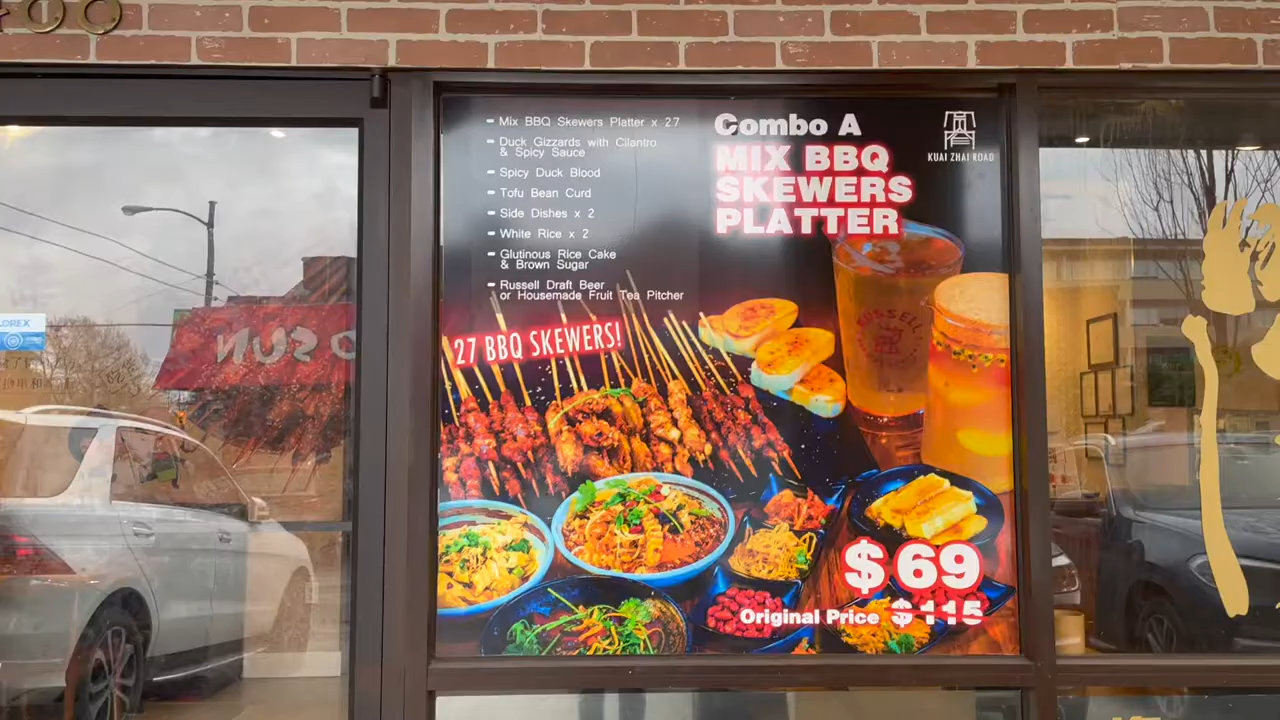 400
Mix BBQ Skewers Platter x 27
Duck Gizzards with Cilantro
& Spicy Sauce
Spicy Duck Blood
Tofu Bean Curd
Side Dishes x 2
White Rice x 2
Glutinous Rice Cake
& Brown Sugar
Russell Draft Beer
or Housemade Fruit Tea Pitcher
Combo A
MIX BBQ
SKEWERS
PLATTER
KUAI ZHAI ROAD
27 BBQ SKEWERS!
RUSSELL
$69
Original Price $115